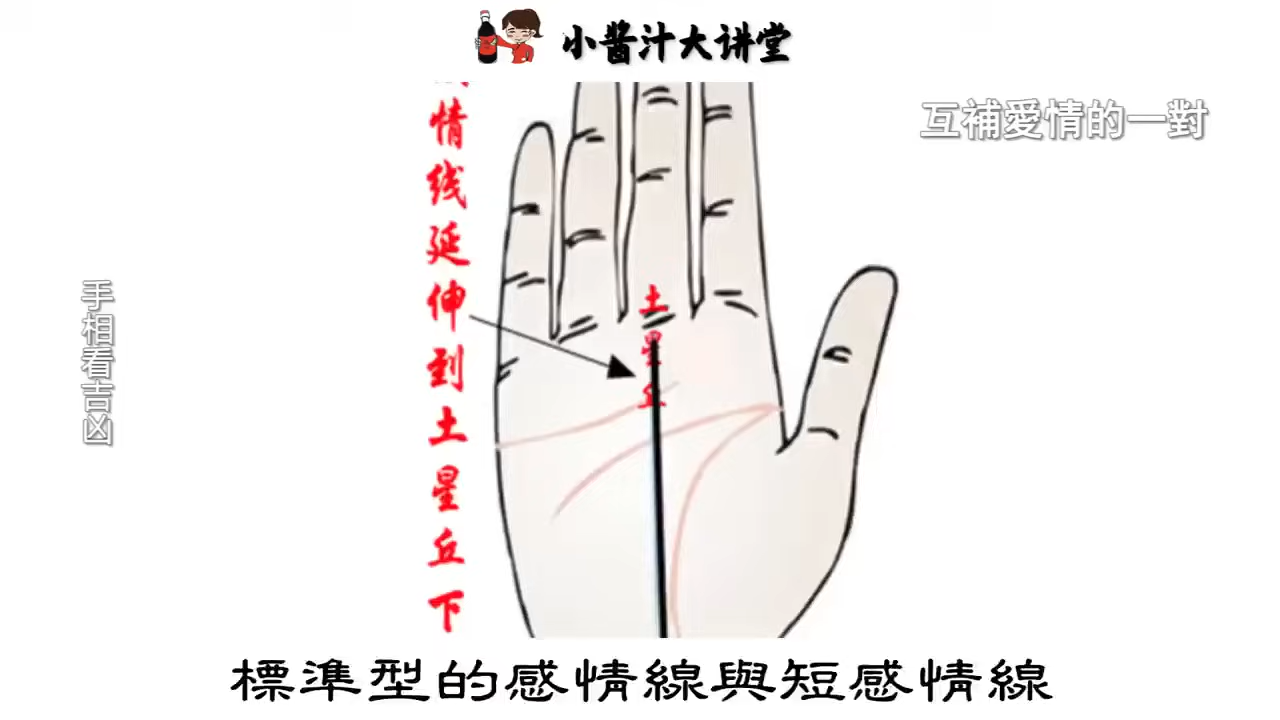 小酱汁大讲堂
互補愛情的一對
手相看吉凶
情线延伸到土星丘下
土星丘
標準型的感情線與短感情線